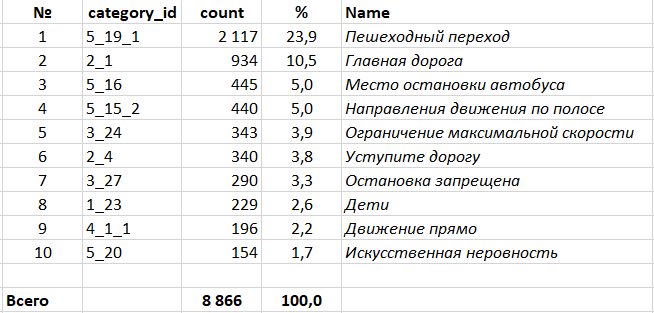 № category_id count % Name
1 5_19_1 2 117 23,9 Пешеходный переход
2 2_1 934 10,5 Главная дорога
3 5_16 445 5,0 Место остановки автобуса
4 5_15_2 440 5,0 Направления движения по полосе
5 3_24 343 3,9 Ограничение максимальной скорости
6 2_4 340 3,8 Уступите дорогу
7 3_27 290 3,3 Остановка запрещена
8 1_23 229 2,6 Дети
9 4_1_1 196 2,2 Движение прямо
10 5_20 154 1,7 Искусственная неровность
Всего 8 866 100,0